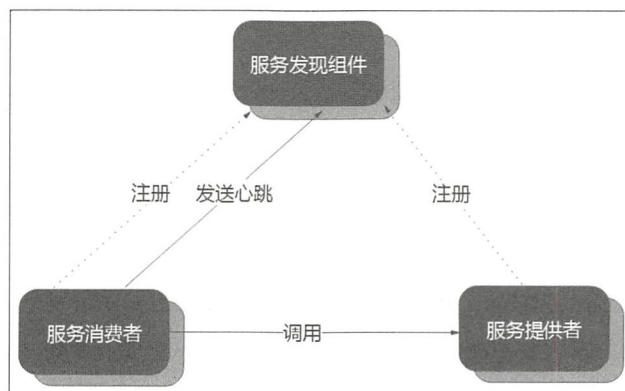 服务发现组件
注册
发送心跳
注册
服务消费者
调用
服务提供者